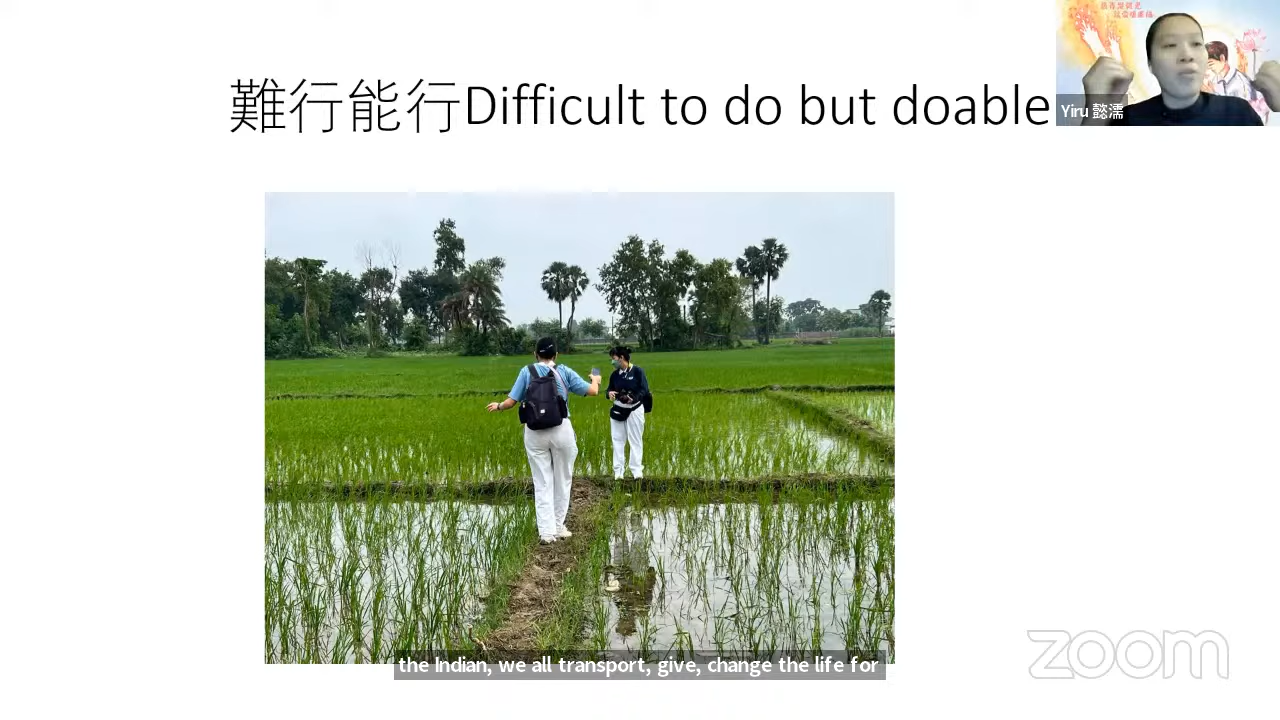 難行能行Difficult to do but doable
Yiru 懿濡
the Indian, we all transport, give, change the life for
zoom